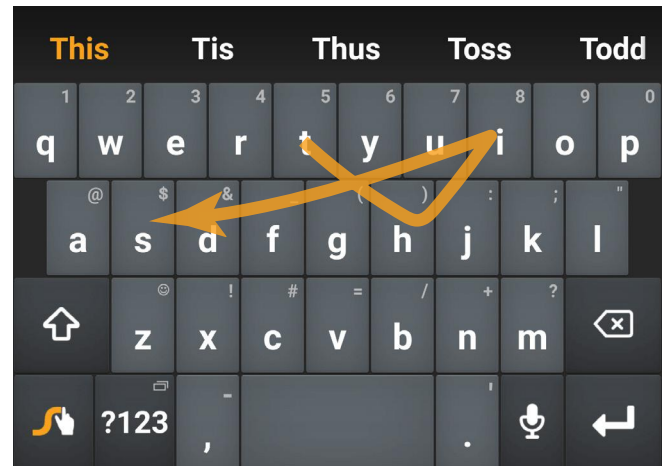 This Tis Thus Toss Todd
1 2 3 4 5 6 7 8 9 0
q w e r t y u i o p
@ $ & _ ( ) : ; "
a s d f g h j k l
☺ ! # = / + ?
z x c v b n m
- '
?123 , .